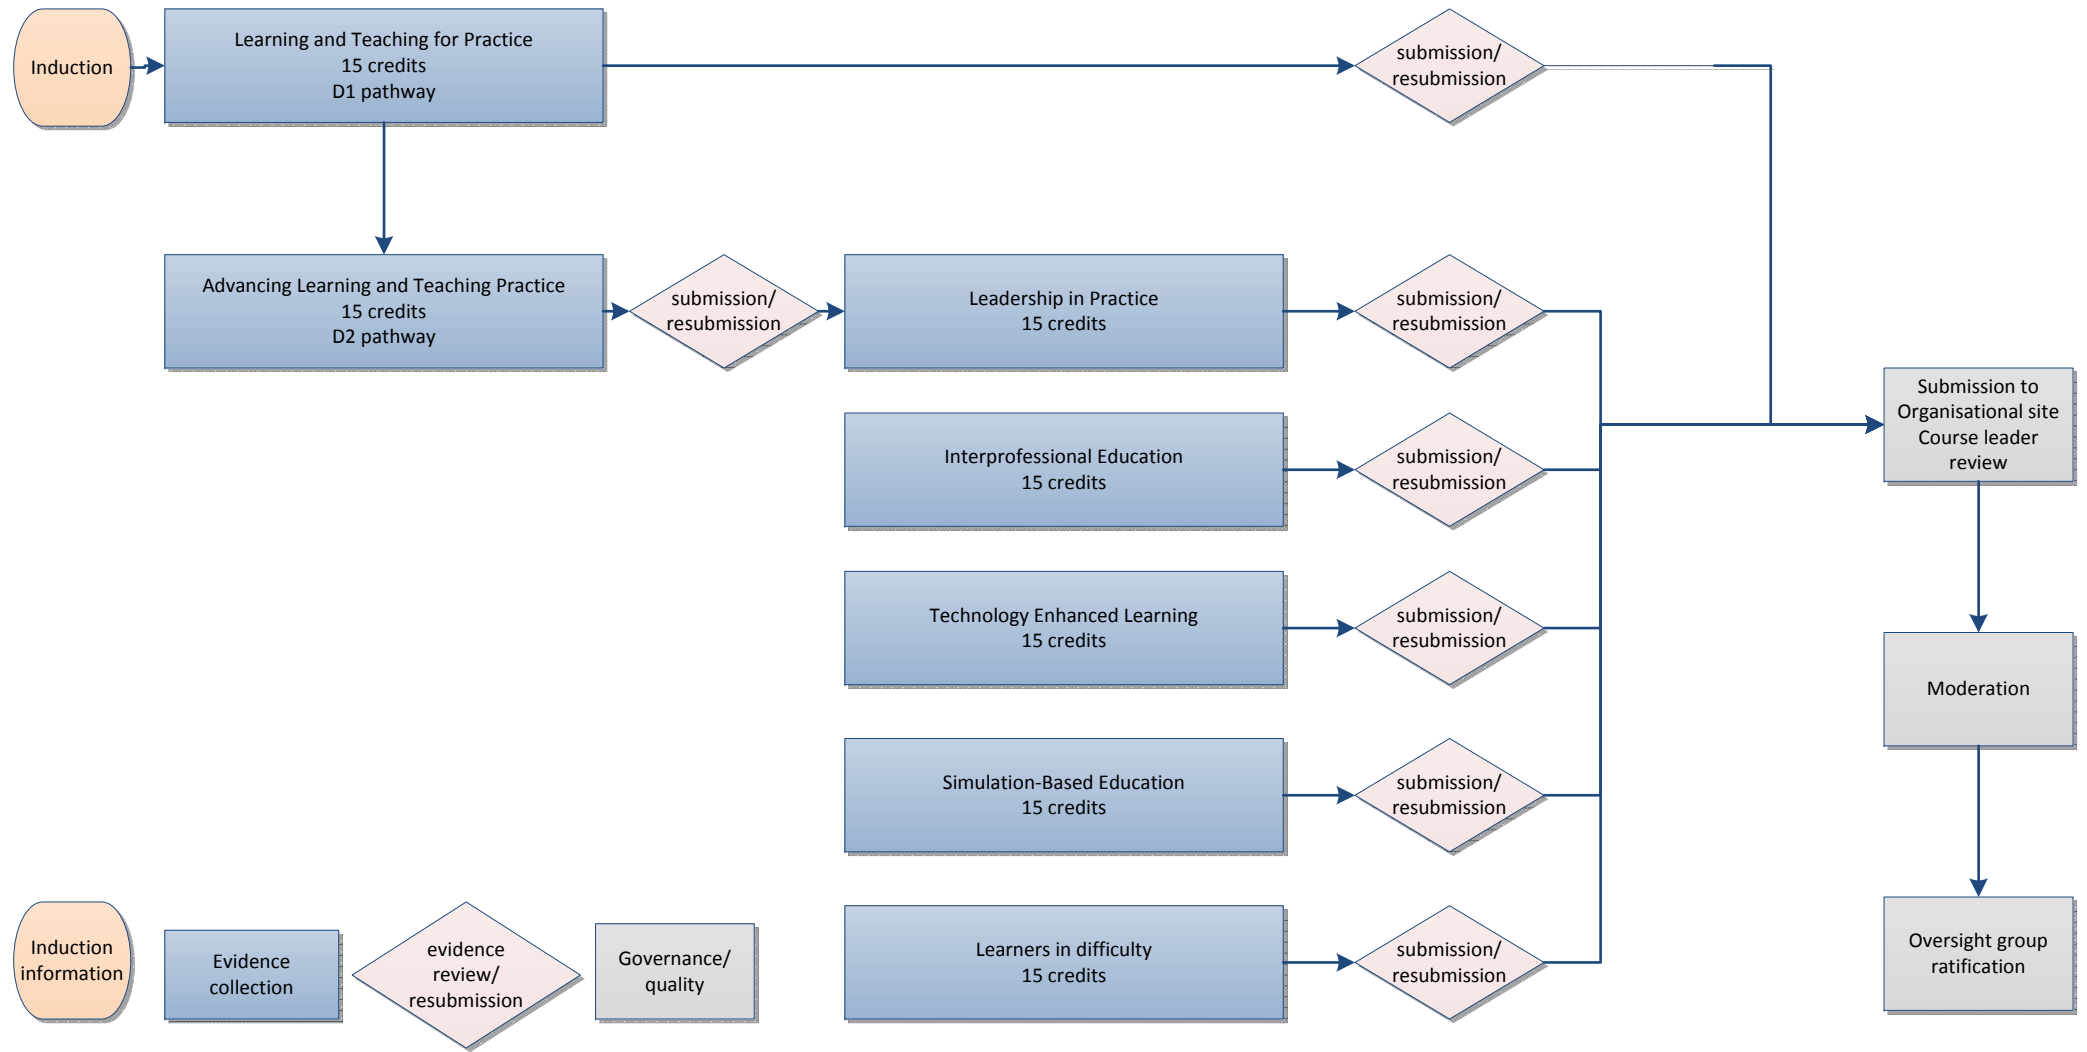 Induction
Learning and Teaching for Practice
15 credits
D1 pathway
submission/
resubmission
Advancing Learning and Teaching Practice
15 credits
D2 pathway
submission/
resubmission
Leadership in Practice
15 credits
submission/
resubmission
Interprofessional Education
15 credits
submission/
resubmission
Technology Enhanced Learning
15 credits
submission/
resubmission
Simulation-Based Education
15 credits
submission/
resubmission
Learners in difficulty
15 credits
submission/
resubmission
Submission to
Organisational site
Course leader
review
Moderation
Oversight group
ratification
Induction
information
Evidence
collection
evidence
review/
resubmission
Governance/
quality